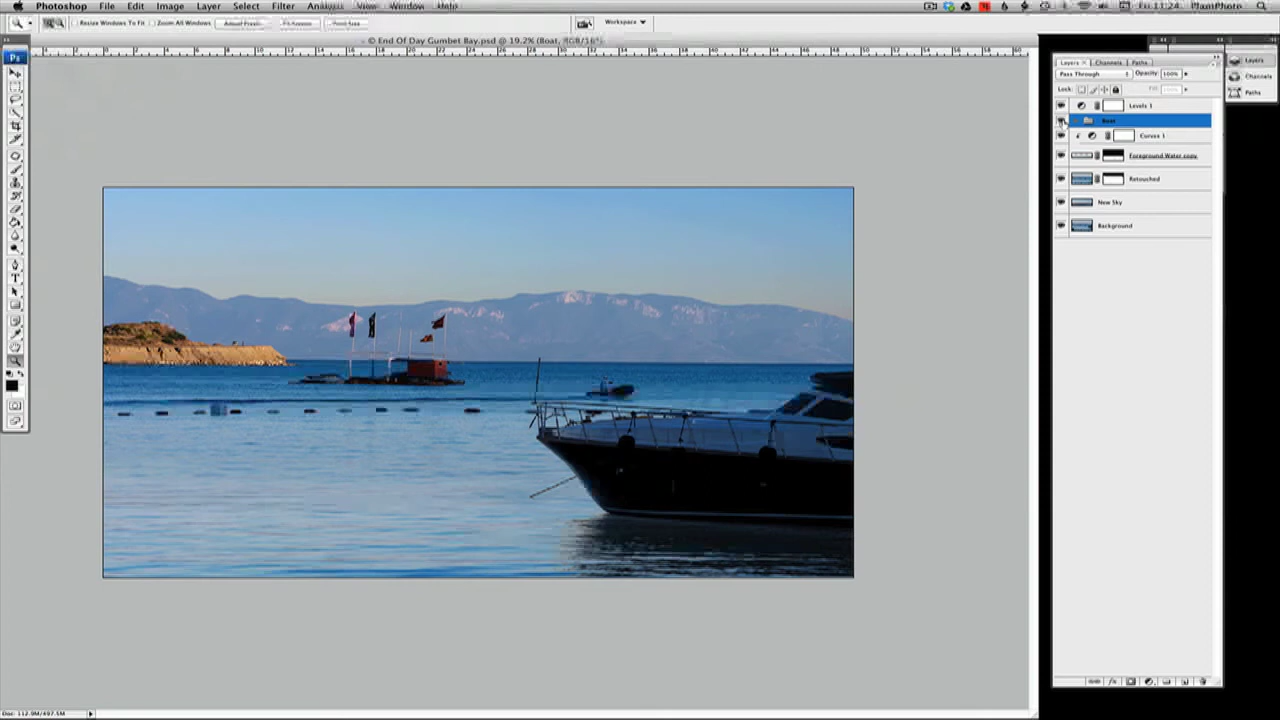 Photoshop File Edit Image Layer Select Filter Analysis View Window Help Fri 11:24 PlanIPhoto
Resize Windows To Fit Zoom All Windows Actual Pixels Fit Screen Print Size Workspace
© End Of Day Gumbet Bay.psd @ 19.2% (Boat, RGB/16*)
Layers Channels Paths
Pass Through Opacity: 100%
Lock: Fill:
Levels 1
Boat
Curves 1
Foreground Water copy
Retouched
New Sky
Background
Layers
Channels
Paths
Ps
Doc: 112.9M/497.5M